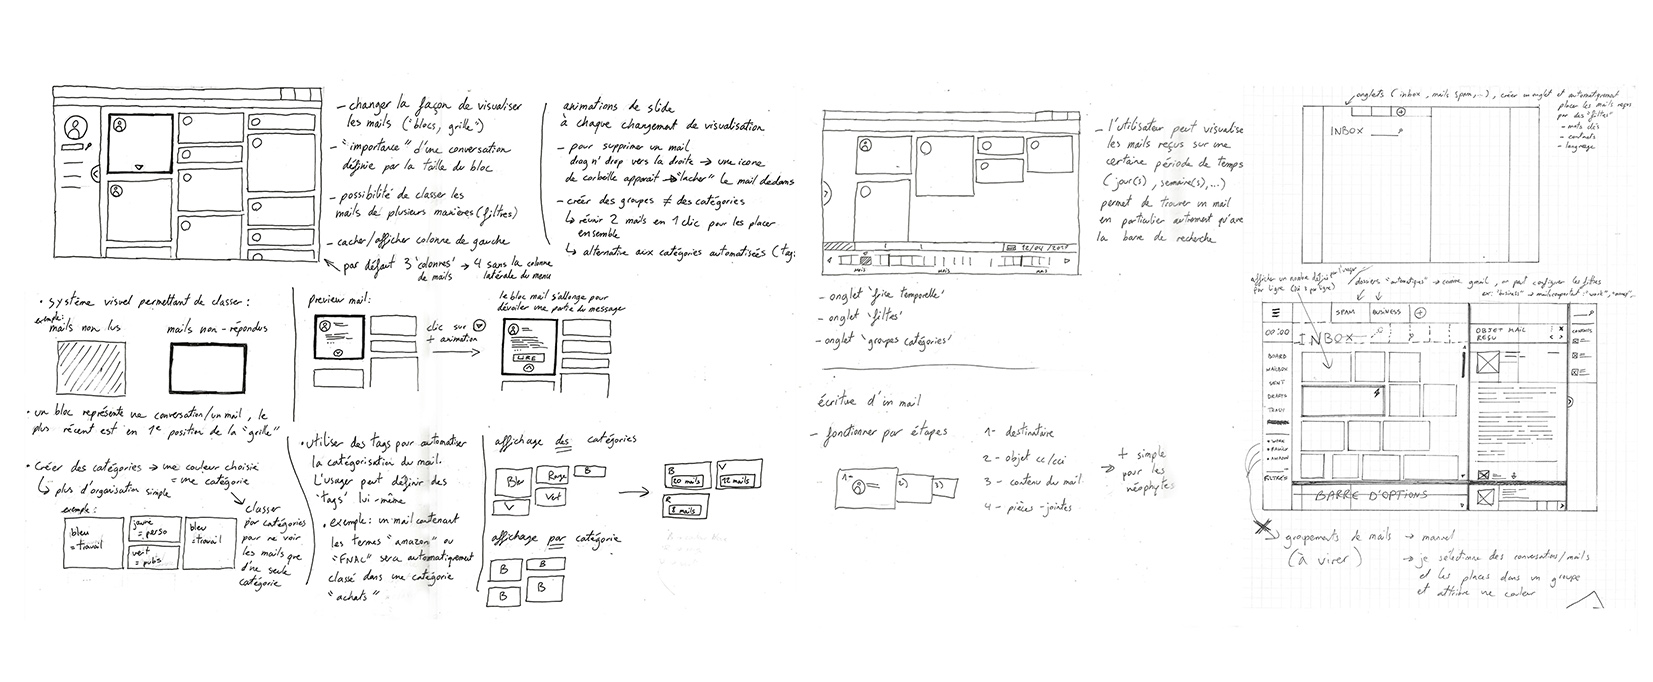 – changer la façon de visualiser
les mails ("blocs, grille")
– "importance" d'une conversation
définie par la taille du bloc
– possibilité de classer les
mails de plusieurs manières (filtres)
– cacher/afficher colonne de gauche
par défaut 3 'colonnes' → 4 sans la colonne
de mails latérale du menu
animations de slide
à chaque changement de visualisation
– pour supprimer un mail
drag n' drop vers la droite → une icone
de corbeille apparait → "lacher" le mail dedans
– créer des groupes ≠ des catégories
↳ réunir 2 mails en 1 clic pour les placer
ensemble
↳ alternative aux catégories automatisées (tag:
• système visuel permettant de classer :
exemple:
mails non lus
mails non-répondus
• un bloc représente une conversation/un mail, le
plus récent est en 1e position de la "grille"
• Créer des catégories → une couleur choisie
= une catégorie
↳ plus d'organisation simple
exemple :
bleu
= travail
jaune
= perso
vert
= pubs
bleu
= travail
classer
par catégories
pour ne voir
les mails que
d'une seule
catégorie
preview mail:
clic sur
+ animation
le bloc mail s'allonge pour
dévoiler une partie du message
LIRE
• utiliser des tags pour automatiser
la catégorisation du mail.
L'usager peut définir des
'tags' lui-même
• exemple : un mail contenant
les termes "amazon" ou
"FNAC" sera automatiquement
classé dans une catégorie
"achats"
affichage des catégories
Bleu
Rouge
B
V
Vert
B
20 mails
V
22 mails
R
8 mails
affichage par catégorie
B
B
B
B
12/04/2017
MAIS
MAIS
MAI
– l'utilisateur peut visualise
les mails reçus sur une
certaine période de temps
(jour(s), semaine(s),...)
permet de trouver un mail
en particulier autrement qu'avec
la barre de recherche
– onglet 'frise temporelle'
– onglet 'filtres'
– onglet 'groupes catégories'
écriture d'un mail
– fonctionner par étapes
1-
2)
3)
1- destinataire
2- objet cc/cci
3- contenu du mail
4- pièces-jointes
→ + simple
pour les
néophytes
onglets (inbox, mails spam,...), créer un onglet et automatiquement
placer les mails reçus
par des "filtres"
– mots clés
– contacts
– language
INBOX
afficher un nombre défini par l'usager
par ligne
dossiers "automatiques" → comme gmail, on peut configurer les filtres
ex: "business" → mails comportant : "work",
SPAM
BUSINESS
00:00
INBOX
OBJET MAIL
RESU
CONTACTS
BOARD
MAILBOX
SENT
DRAFTS
TRASH
• WORK
• FAMILY
• AMAZON
FILTRES
BARRE D'OPTIONS
groupements de mails → manuel
(à virer)
→ je sélectionne des conversations/mails
et les places dans un groupe
et attribue une couleur